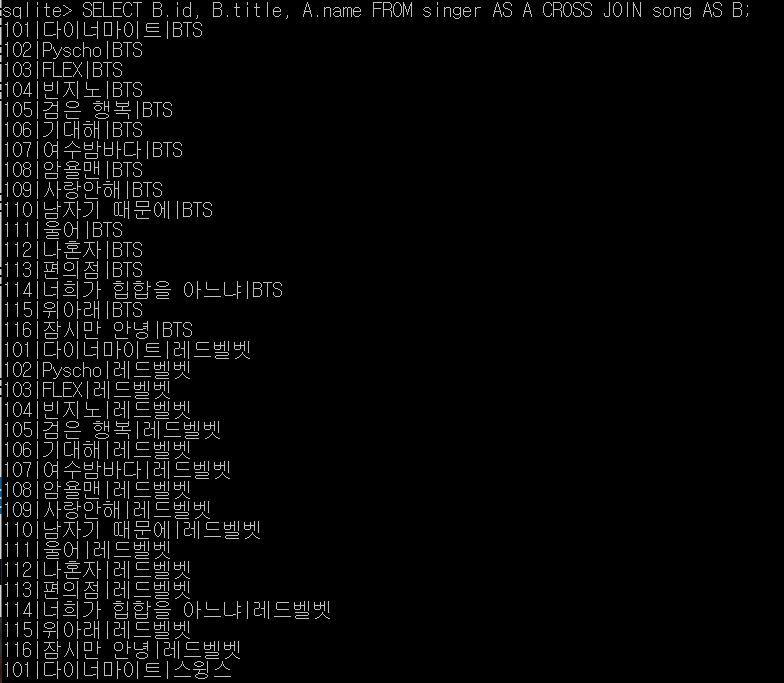 sqlite> SELECT B.id, B.title, A.name FROM singer AS A CROSS JOIN song AS B;
101|다이너마이트|BTS
102|Pyscho|BTS
103|FLEX|BTS
104|빈지노|BTS
105|검은 행복|BTS
106|기대해|BTS
107|여수밤바다|BTS
108|암욜맨|BTS
109|사랑안해|BTS
110|남자기 때문에|BTS
111|울어|BTS
112|나혼자|BTS
113|편의점|BTS
114|너희가 힙합을 아느냐|BTS
115|위아래|BTS
116|잠시만 안녕|BTS
101|다이너마이트|레드벨벳
102|Pyscho|레드벨벳
103|FLEX|레드벨벳
104|빈지노|레드벨벳
105|검은 행복|레드벨벳
106|기대해|레드벨벳
107|여수밤바다|레드벨벳
108|암욜맨|레드벨벳
109|사랑안해|레드벨벳
110|남자기 때문에|레드벨벳
111|울어|레드벨벳
112|나혼자|레드벨벳
113|편의점|레드벨벳
114|너희가 힙합을 아느냐|레드벨벳
115|위아래|레드벨벳
116|잠시만 안녕|레드벨벳
101|다이너마이트|스윙스